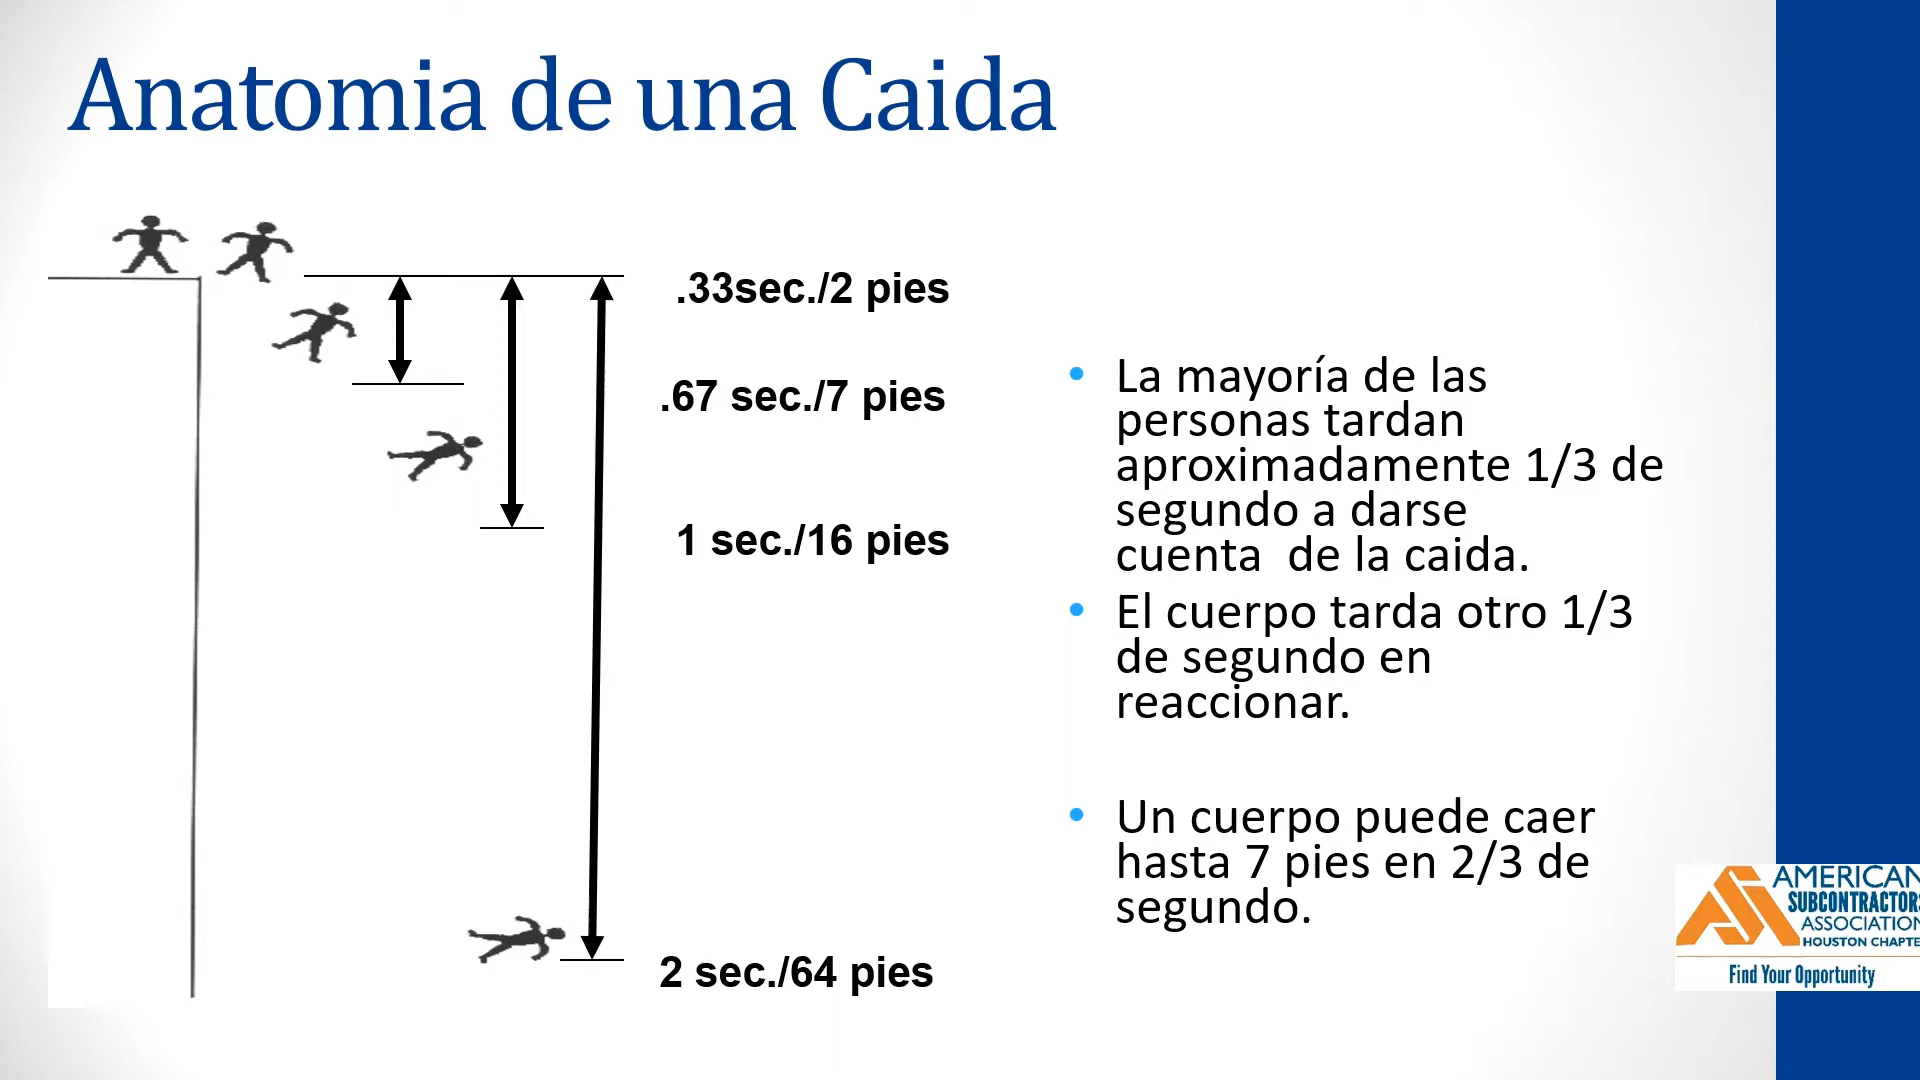 Anatomia de una Caida
.33sec./2 pies
.67 sec./7 pies
1 sec./16 pies
2 sec./64 pies
• La mayoría de las
personas tardan
aproximadamente 1/3 de
segundo a darse
cuenta  de la caida.
• El cuerpo tarda otro 1/3
de segundo en
reaccionar.
• Un cuerpo puede caer
hasta 7 pies en 2/3 de
segundo.
AMERICAN
SUBCONTRACTORS
ASSOCIATION
HOUSTON CHAPTE
Find Your Opportunity